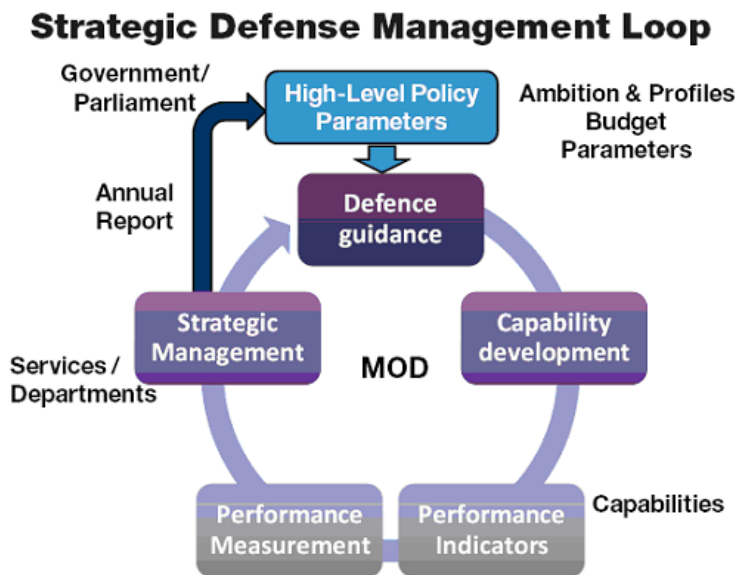 Strategic Defense Management Loop
Government/
Parliament
High-Level Policy
Parameters
Ambition & Profiles
Budget
Parameters
Annual
Report
Defence
guidance
Strategic
Management
Capability
development
MOD
Services /
Departments
Performance
Measurement
Performance
Indicators
Capabilities